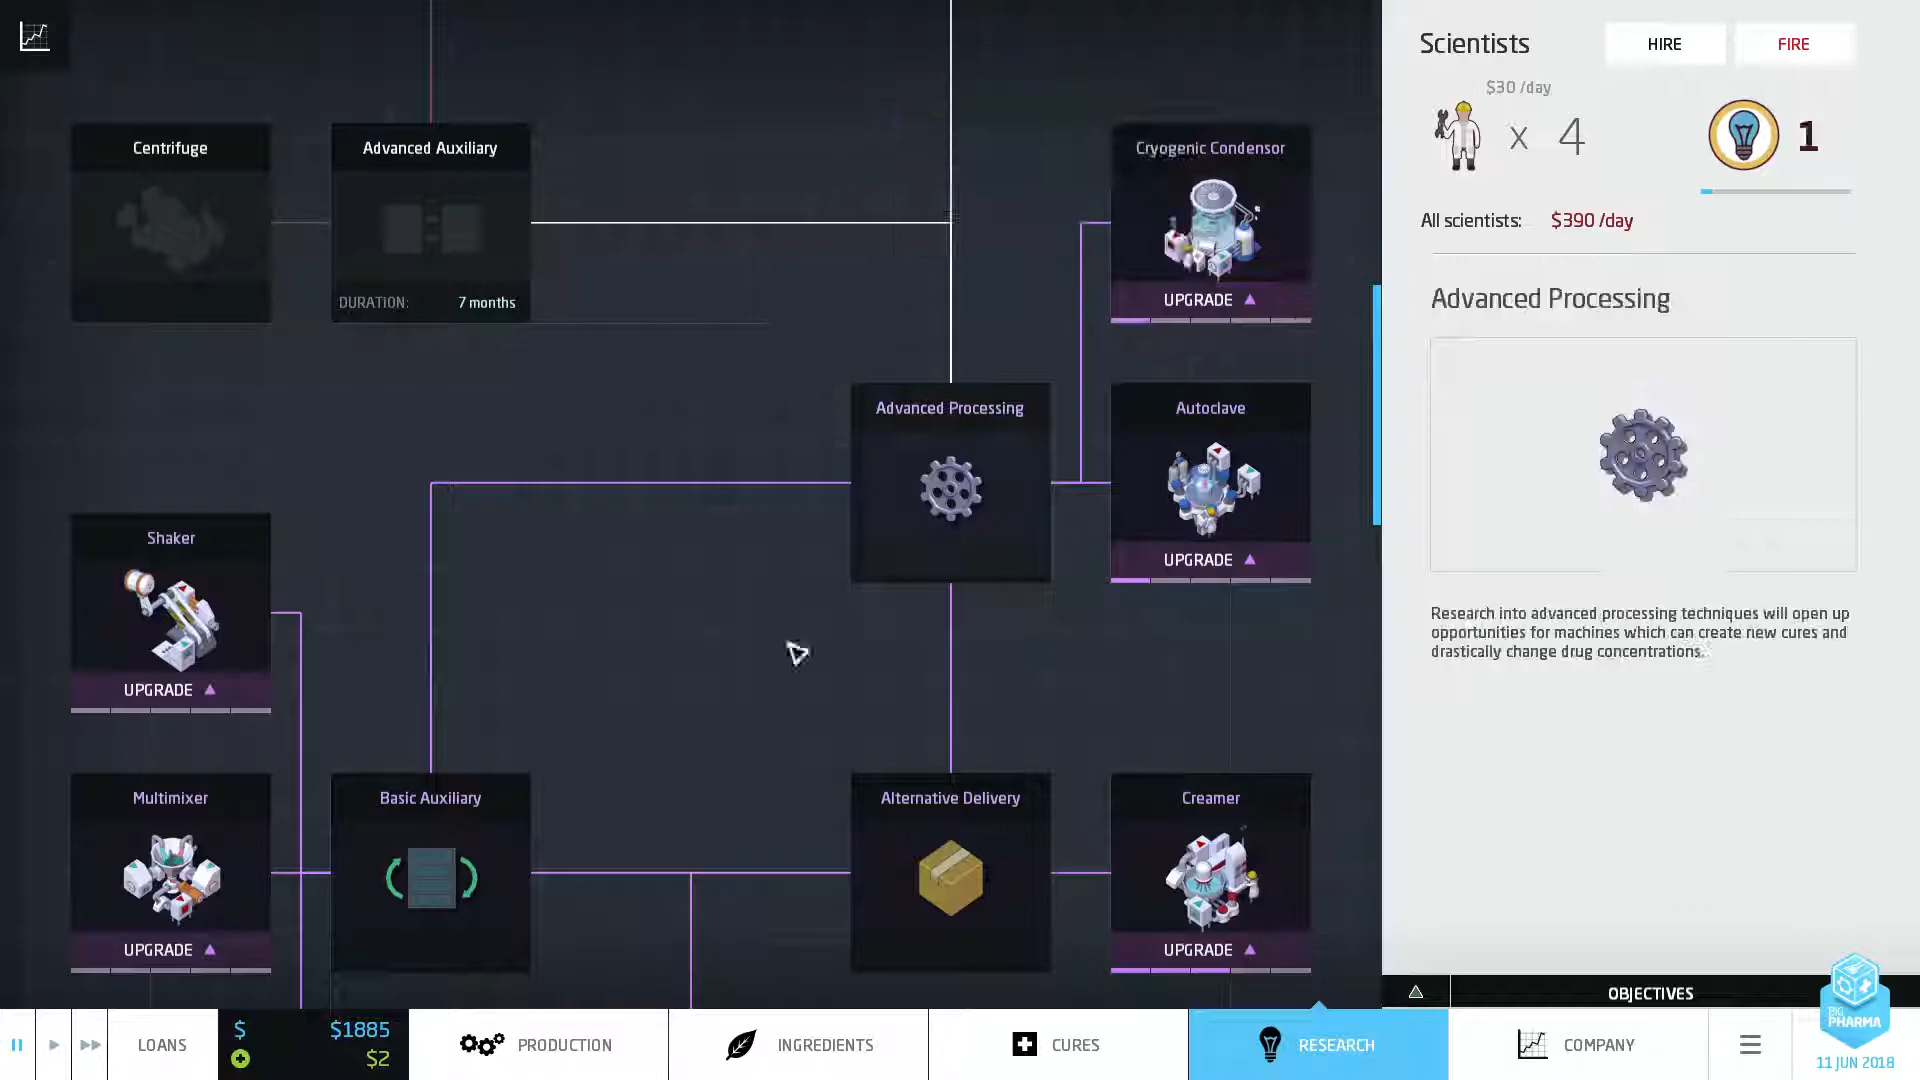 Centrifuge
Advanced Auxiliary
DURATION: 7 months
Cryogenic Condensor
UPGRADE
Advanced Processing
Autoclave
UPGRADE
Shaker
UPGRADE
Multimixer
UPGRADE
Basic Auxiliary
Alternative Delivery
Creamer
UPGRADE
Scientists
HIRE
FIRE
$30 /day
x 4
1
All scientists: $390 /day
Advanced Processing
Research into advanced processing techniques will open up
opportunities for machines which can create new cures and
drastically change drug concentrations.
OBJECTIVES
BIG
PHARMA
LOANS
$ $1885
$2
PRODUCTION
INGREDIENTS
CURES
RESEARCH
COMPANY
11 JUN 2018